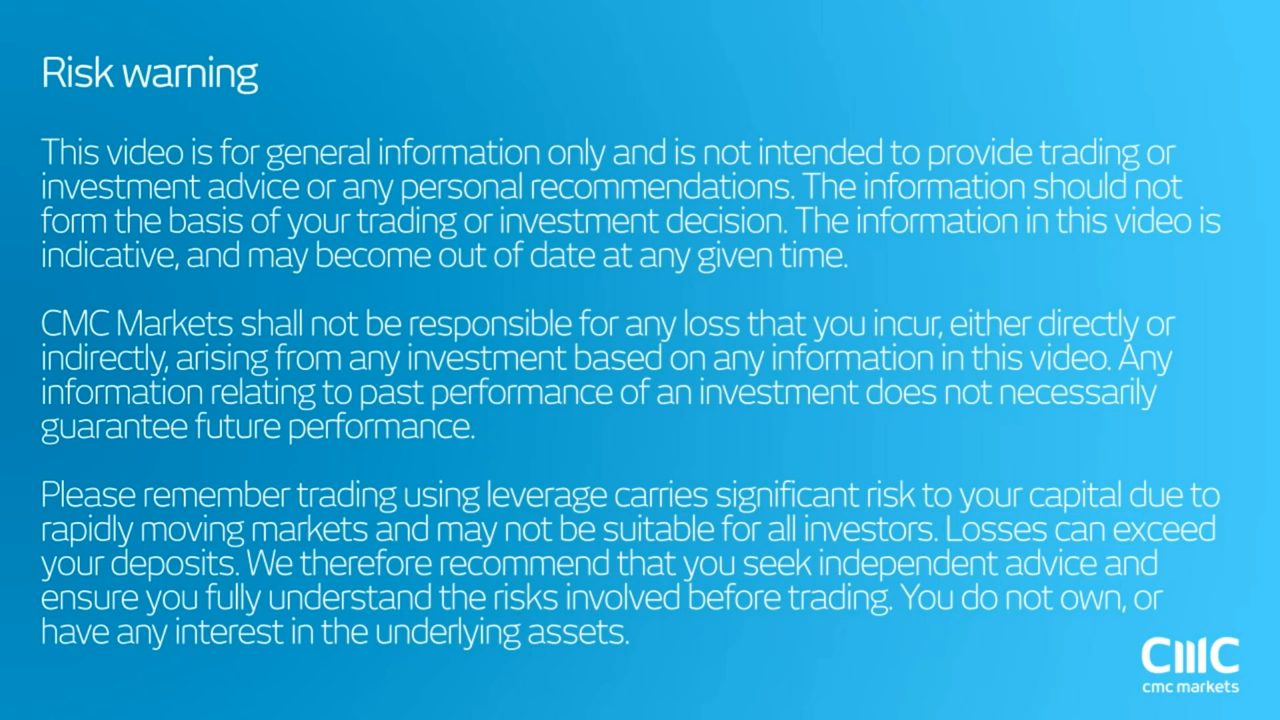 Risk warning
This video is for general information only and is not intended to provide trading or
investment advice or any personal recommendations. The information should not
form the basis of your trading or investment decision. The information in this video is
indicative, and may become out of date at any given time.
CMC Markets shall not be responsible for any loss that you incur, either directly or
indirectly, arising from any investment based on any information in this video. Any
information relating to past performance of an investment does not necessarily
guarantee future performance.
Please remember trading using leverage carries significant risk to your capital due to
rapidly moving markets and may not be suitable for all investors. Losses can exceed
your deposits. We therefore recommend that you seek independent advice and
ensure you fully understand the risks involved before trading. You do not own, or
have any interest in the underlying assets.
CMC
cmc markets